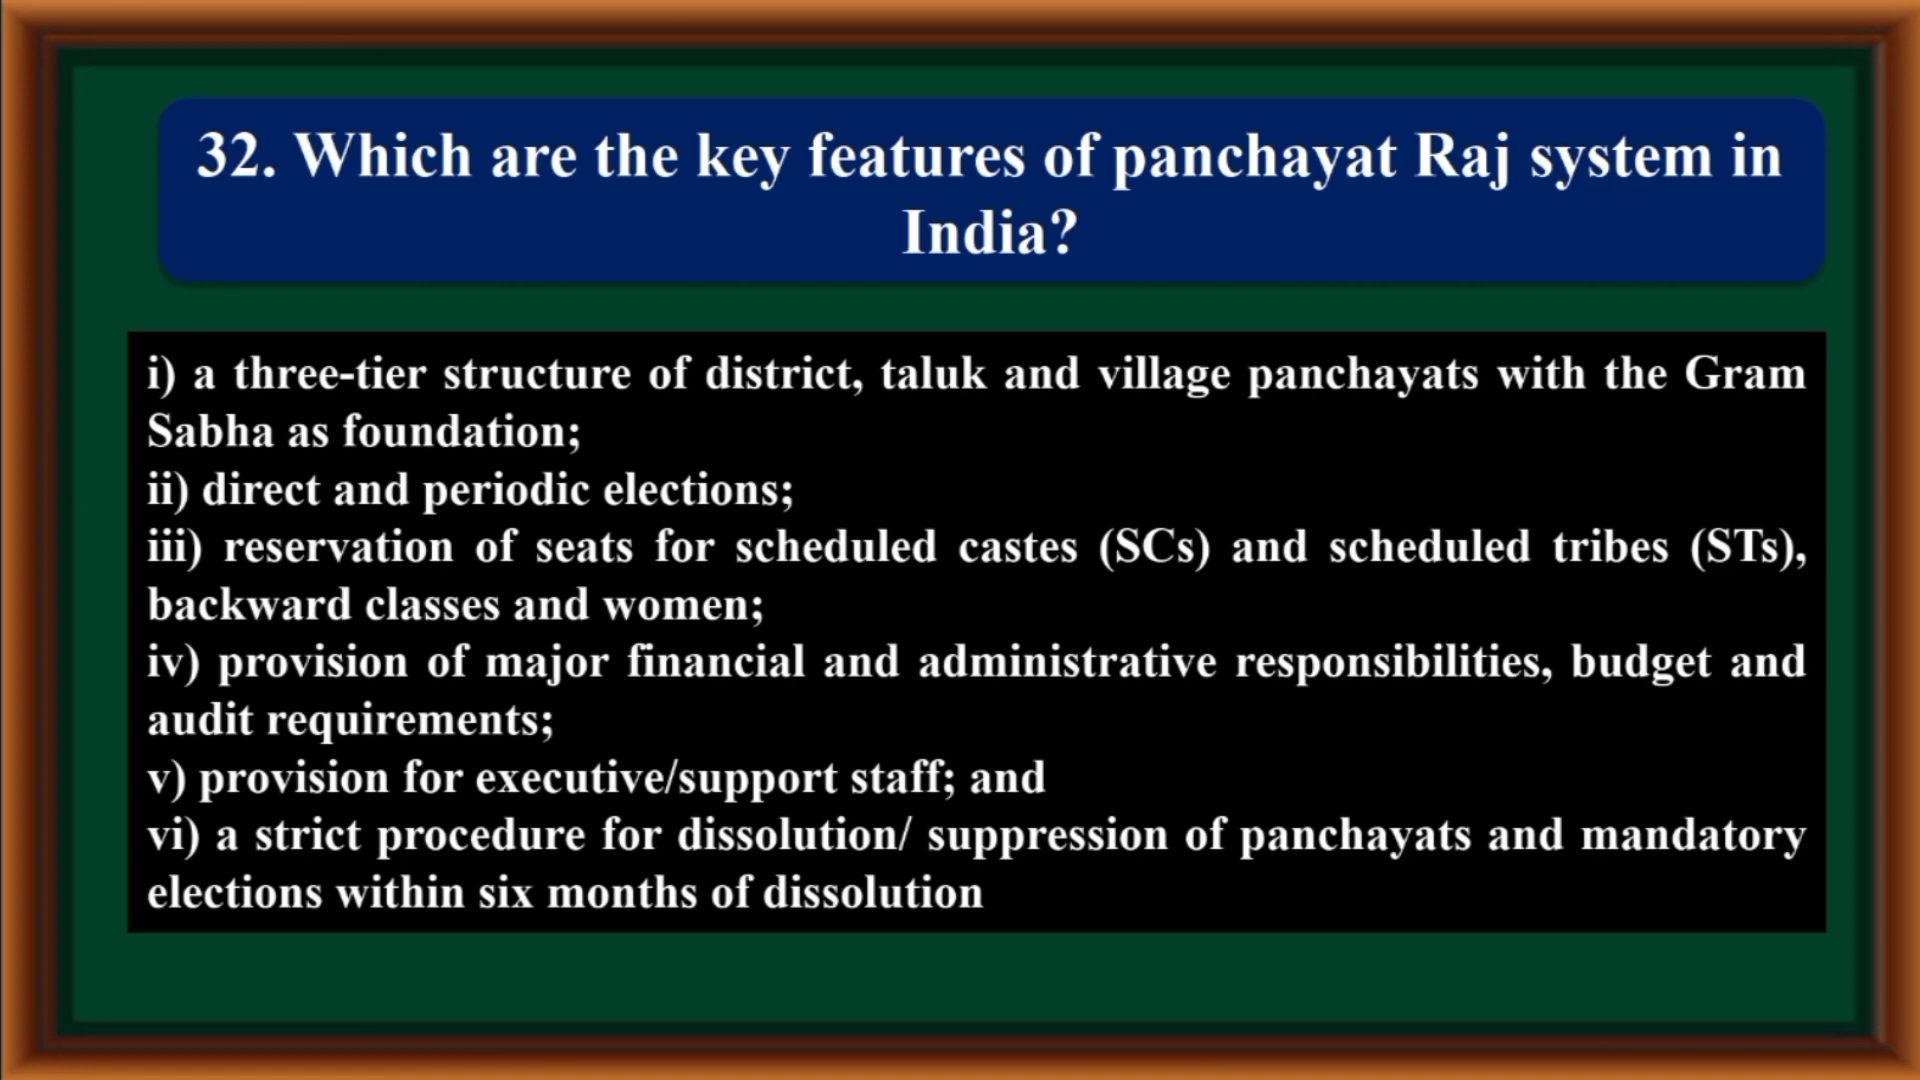 32. Which are the key features of panchayat Raj system in
India?
i) a three-tier structure of district, taluk and village panchayats with the Gram
Sabha as foundation;
ii) direct and periodic elections;
iii) reservation of seats for scheduled castes (SCs) and scheduled tribes (STs),
backward classes and women;
iv) provision of major financial and administrative responsibilities, budget and
audit requirements;
v) provision for executive/support staff; and
vi) a strict procedure for dissolution/ suppression of panchayats and mandatory
elections within six months of dissolution